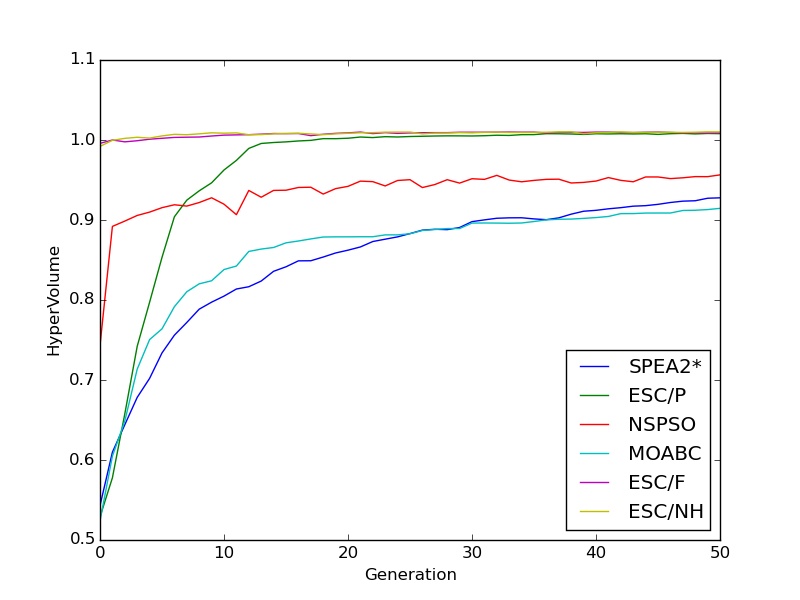 1.1
1.0
0.9
0.8
0.7
0.6
0.5
HyperVolume
SPEA2*
ESC/P
NSPSO
MOABC
ESC/F
ESC/NH
0 10 20 30 40 50
Generation